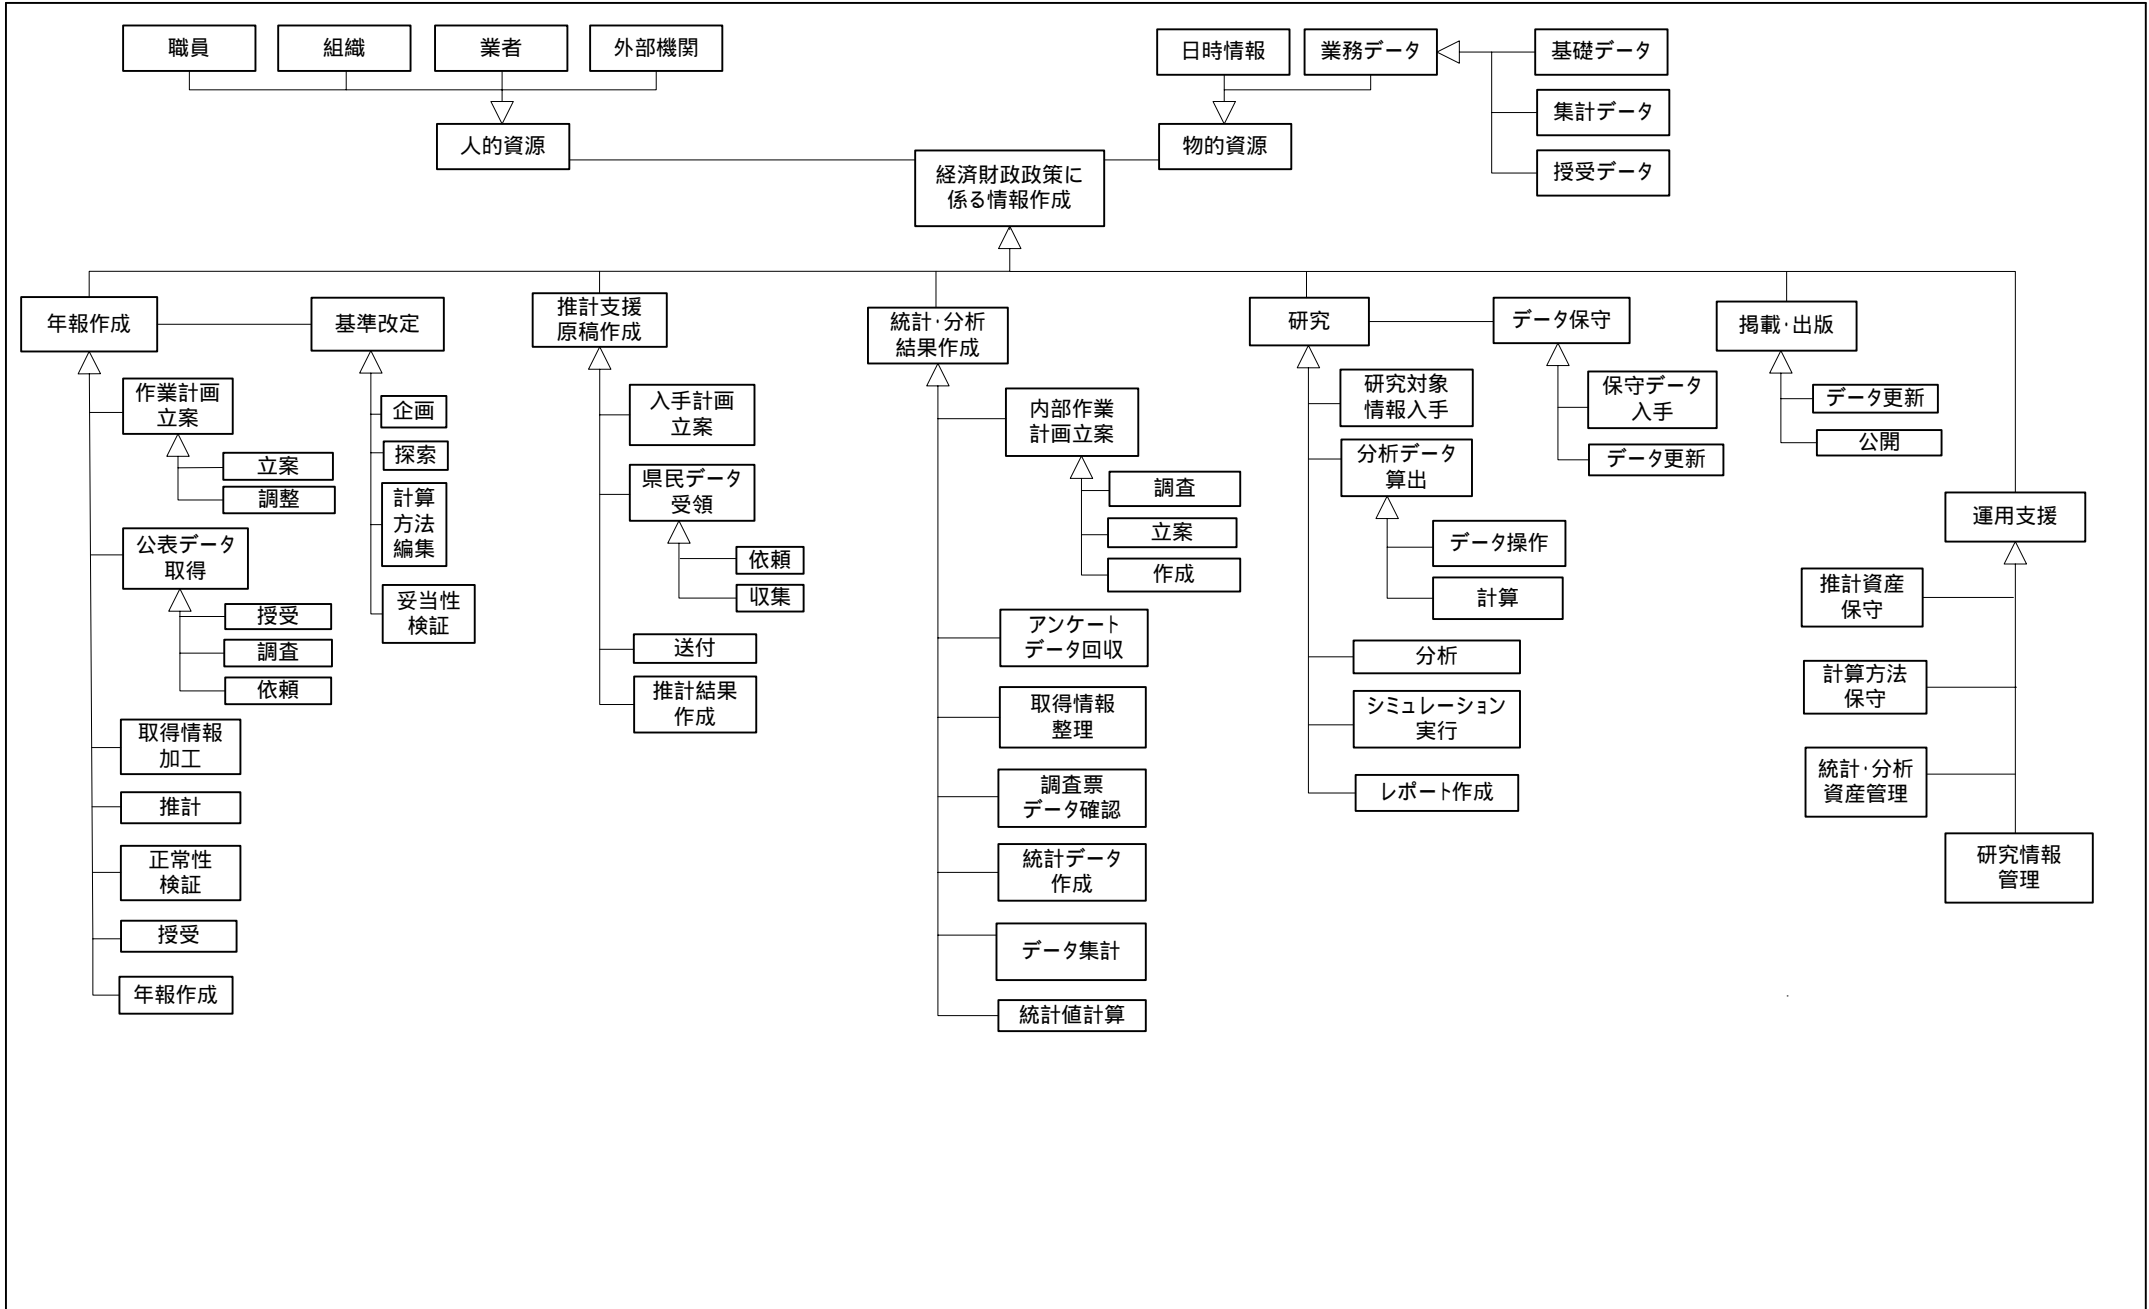 職員
組織
業者
外部機関
日時情報
業務データ
基礎データ
集計データ
授受データ
人的資源
物的資源
経済財政政策に
係る情報作成
年報作成
基準改定
推計支援
原稿作成
統計・分析
結果作成
研究
データ保守
掲載・出版
作業計画
立案
立案
調整
公表データ
取得
授受
調査
依頼
取得情報
加工
推計
正常性
検証
授受
年報作成
企画
探索
計算
方法
編集
妥当性
検証
入手計画
立案
県民データ
受領
依頼
収集
送付
推計結果
作成
内部作業
計画立案
調査
立案
作成
アンケート
データ回収
取得情報
整理
調査票
データ確認
統計データ
作成
データ集計
統計値計算
研究対象
情報入手
分析データ
算出
データ操作
計算
分析
シミュレーション
実行
レポート作成
保守データ
入手
データ更新
データ更新
公開
運用支援
推計資産
保守
計算方法
保守
統計・分析
資産管理
研究情報
管理